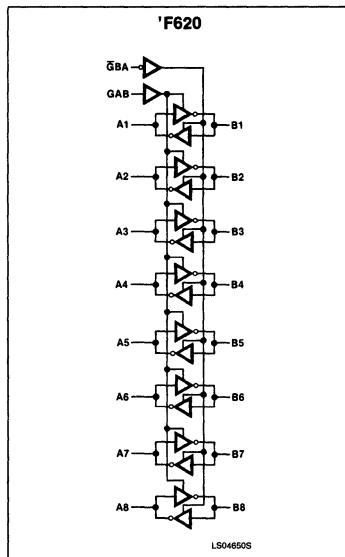 'F620
G̅BA
GAB
A1 B1
A2 B2
A3 B3
A4 B4
A5 B5
A6 B6
A7 B7
A8 B8
LS04650S